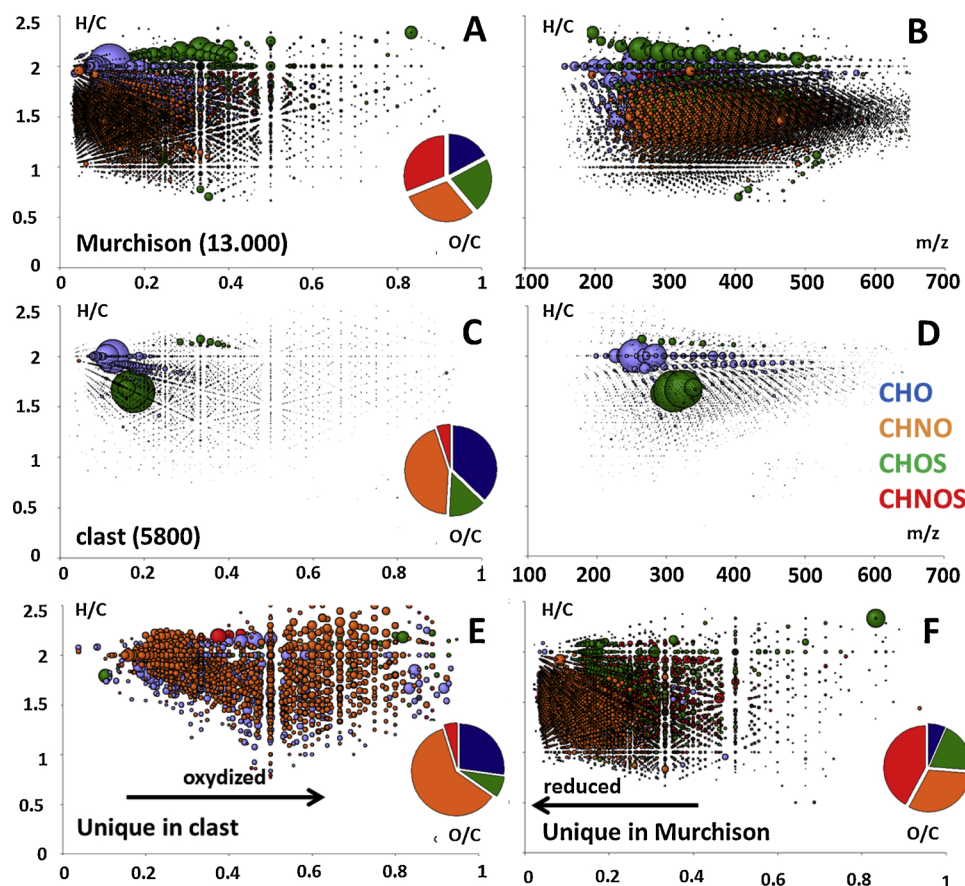 2.5 H/C A
2
1.5
1
0.5
0
Murchison (13.000)
O/C
0 0.2 0.4 0.6 0.8 1
H/C B
m/z
100 200 300 400 500 600 700
2.5 H/C C
2
1.5
1
0.5
0
clast (5800)
O/C
0 0.2 0.4 0.6 0.8 1
H/C D
CHO
CHNO
CHOS
CHNOS
m/z
100 200 300 400 500 600 700
2.5 H/C E
2
1.5
1
0.5
0
oxydized
Unique in clast
O/C
0 0.2 0.4 0.6 0.8 1
H/C F
reduced
Unique in Murchison
O/C
0 0.2 0.4 0.6 0.8 1